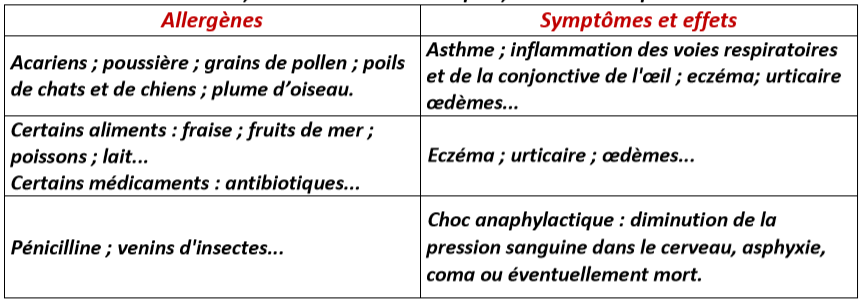 Allergènes
Symptômes et effets
Acariens ; poussière ; grains de pollen ; poils
de chats et de chiens ; plume d’oiseau.
Asthme ; inflammation des voies respiratoires
et de la conjonctive de l'œil ; eczéma; urticaire
œdèmes...
Certains aliments : fraise ; fruits de mer ;
poissons ; lait...
Certains médicaments : antibiotiques...
Eczéma ; urticaire ; œdèmes...
Pénicilline ; venins d'insectes...
Choc anaphylactique : diminution de la
pression sanguine dans le cerveau, asphyxie,
coma ou éventuellement mort.